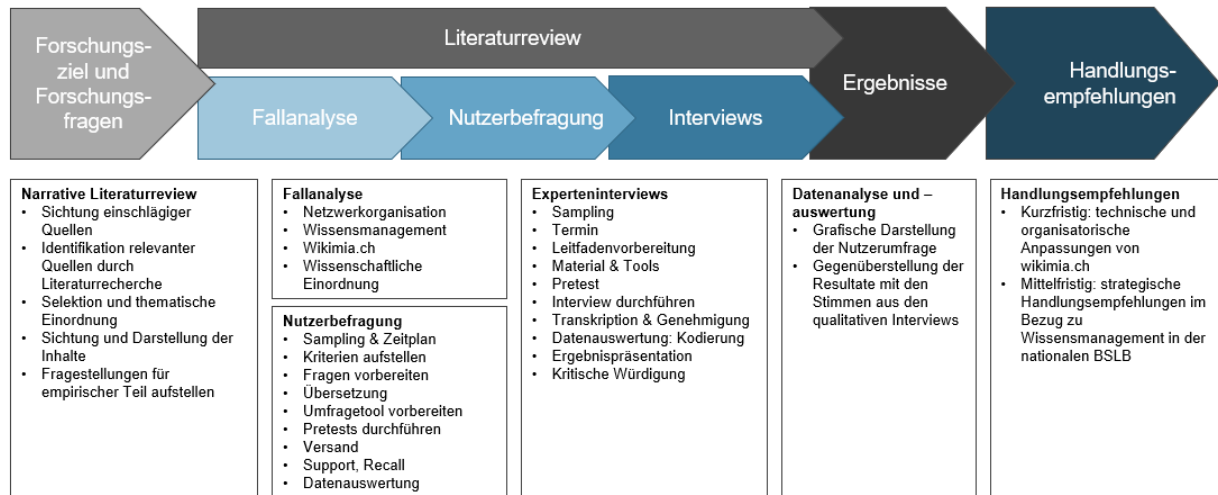 Forschungs-
ziel und
Forschungs-
fragen
Literaturreview
Fallanalyse
Nutzerbefragung
Interviews
Ergebnisse
Handlungs-
empfehlungen
Narrative Literaturreview
• Sichtung einschlägiger
Quellen
• Identifikation relevanter
Quellen durch
Literaturrecherche
• Selektion und thematische
Einordnung
• Sichtung und Darstellung der
Inhalte
• Fragestellungen für
empirischer Teil aufstellen
Fallanalyse
• Netzwerkorganisation
• Wissensmanagement
• Wikimia.ch
• Wissenschaftliche
Einordnung
Nutzerbefragung
• Sampling & Zeitplan
• Kriterien aufstellen
• Fragen vorbereiten
• Übersetzung
• Umfragetool vorbereiten
• Pretests durchführen
• Versand
• Support, Recall
• Datenauswertung
Experteninterviews
• Sampling
• Termin
• Leitfadenvorbereitung
• Material & Tools
• Pretest
• Interview durchführen
• Transkription & Genehmigung
• Datenauswertung: Kodierung
• Ergebnispräsentation
• Kritische Würdigung
Datenanalyse und –
auswertung
• Grafische Darstellung
der Nutzerumfrage
• Gegenüberstellung der
Resultate mit den
Stimmen aus den
qualitativen Interviews
Handlungsempfehlungen
• Kurzfristig: technische und
organisatorische
Anpassungen von
wikimia.ch
• Mittelfristig: strategische
Handlungsempfehlungen im
Bezug zu
Wissensmanagement in der
nationalen BSLB